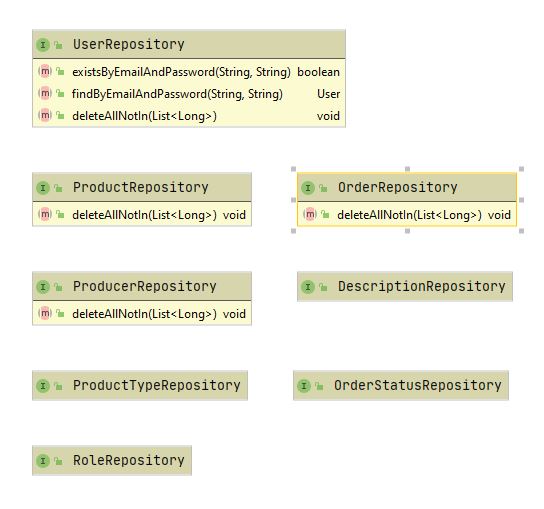 UserRepository
existsByEmailAndPassword(String, String) boolean
findByEmailAndPassword(String, String) User
deleteAllNotIn(List<Long>) void
ProductRepository
deleteAllNotIn(List<Long>) void
OrderRepository
deleteAllNotIn(List<Long>) void
ProducerRepository
deleteAllNotIn(List<Long>) void
DescriptionRepository
ProductTypeRepository
OrderStatusRepository
RoleRepository